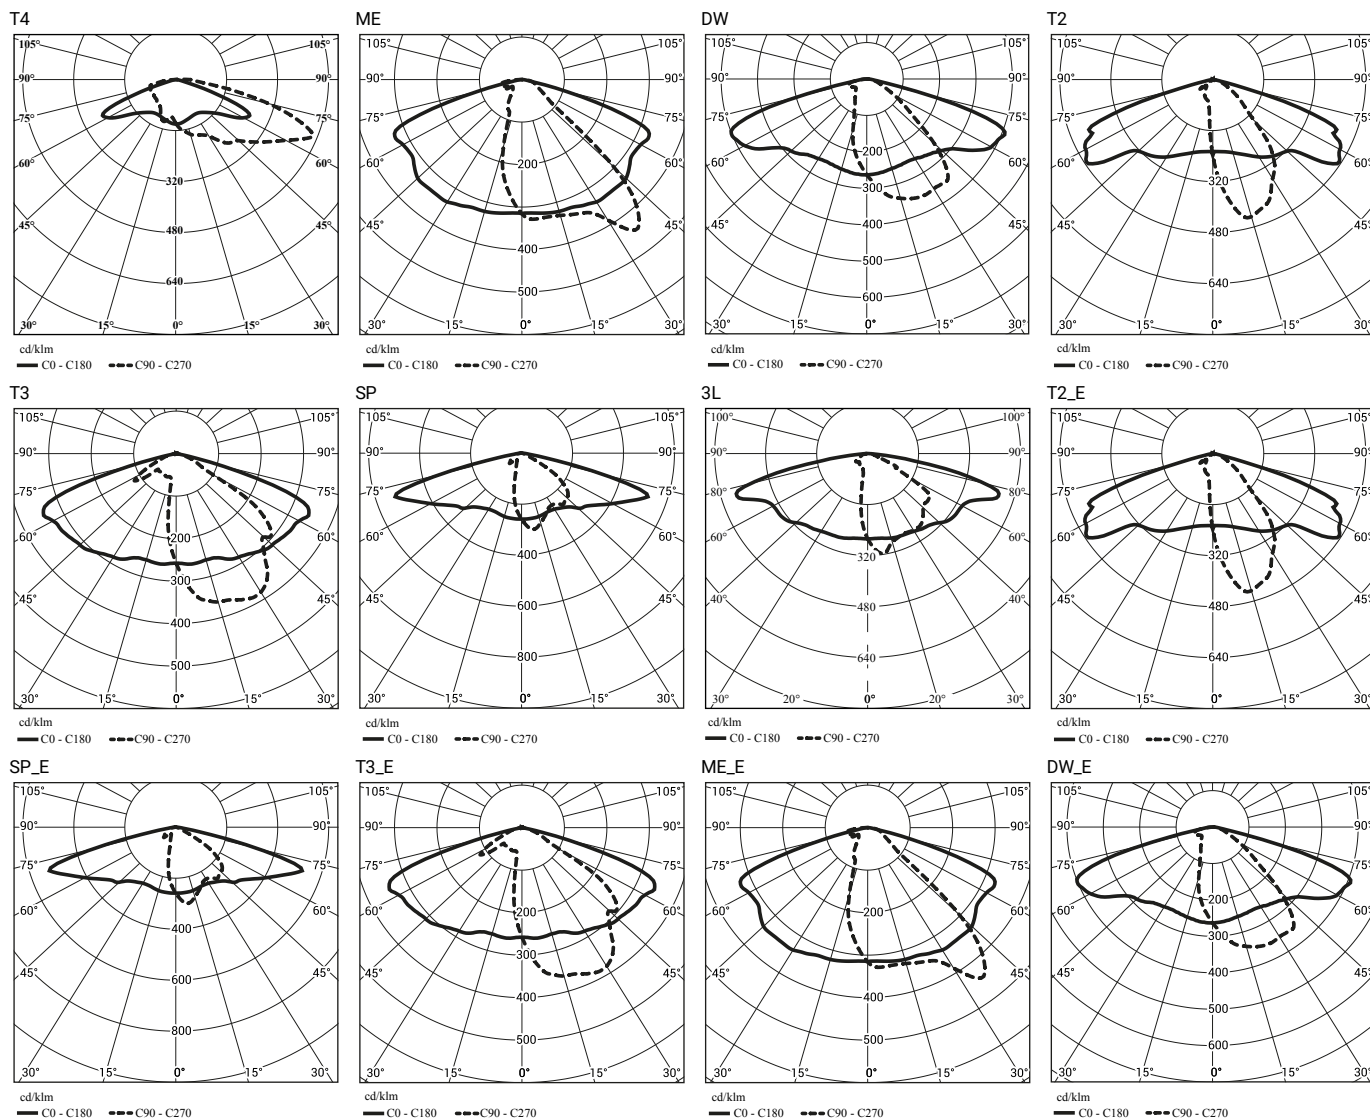 T4 ME DW T2
105° 105° 105° 105° 105° 105° 105° 105°
90° 90° 90° 90° 90° 90° 90° 90°
75° 75° 75° 75° 75° 75° 75° 75°
200 200
60° 60° 60° 60° 60° 60° 60° 60°
320 300 320
45° 480 45° 45° 400 45° 45° 400 45° 45° 480 45°
500
640 500 600 640
30° 15° 0° 15° 30° 30° 15° 0° 15° 30° 30° 15° 0° 15° 30° 30° 15° 0° 15° 30°
cd/klm cd/klm cd/klm cd/klm
C0 - C180 C90 - C270 C0 - C180 C90 - C270 C0 - C180 C90 - C270 C0 - C180 C90 - C270
T3 SP 3L T2_E
105° 105° 105° 105° 100° 100° 105° 105°
90° 90° 90° 90° 90° 90° 90° 90°
75° 75° 75° 75° 80° 80° 75° 75°
200
60° 60° 60° 60° 60° 60° 60° 60°
300 400 320 320
45° 45° 45° 45° 40° 40° 45° 45°
400 600 480 480
500 800 640 640
30° 15° 0° 15° 30° 30° 15° 0° 15° 30° 30° 20° 0° 20° 30° 30° 15° 0° 15° 30°
cd/klm cd/klm cd/klm cd/klm
C0 - C180 C90 - C270 C0 - C180 C90 - C270 C0 - C180 C90 - C270 C0 - C180 C90 - C270
SP_E T3_E ME_E DW_E
105° 105° 105° 105° 105° 105° 105° 105°
90° 90° 90° 90° 90° 90° 90° 90°
75° 75° 75° 75° 75° 75° 75° 75°
200 200 200
60° 60° 60° 60° 60° 60° 60° 60°
400 300 300
45° 600 45° 45° 400 45° 45° 400 45° 45° 400 45°
500
800 500 500 600
30° 15° 0° 15° 30° 30° 15° 0° 15° 30° 30° 15° 0° 15° 30° 30° 15° 0° 15° 30°
cd/klm cd/klm cd/klm cd/klm
C0 - C180 C90 - C270 C0 - C180 C90 - C270 C0 - C180 C90 - C270 C0 - C180 C90 - C270